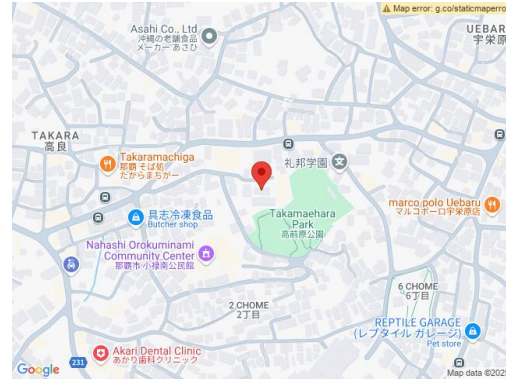 Map error: g.co/staticmaperro
Asahi Co., Ltd
沖縄の老舗食品
メーカー あさひ
UEBAR
宇栄原
TAKARA
高良
Takaramachiga
那覇 そば処
だからまちがー
礼邦学園
marco polo Uebaru
マルコポーロ宇栄原店
具志冷凍食品
Butcher shop
Takamaehara
Park
高前原公園
Nahashi Orokuminami
Community Center
那覇市 小禄南公民館
2 CHOME
2丁目
6 CHOME
6丁目
REPTILE GARAGE
(レプタイル ガレージ)
Pet store
Akari Dental Clinic
あかり歯科クリニック
231
Google
Map data ©2025